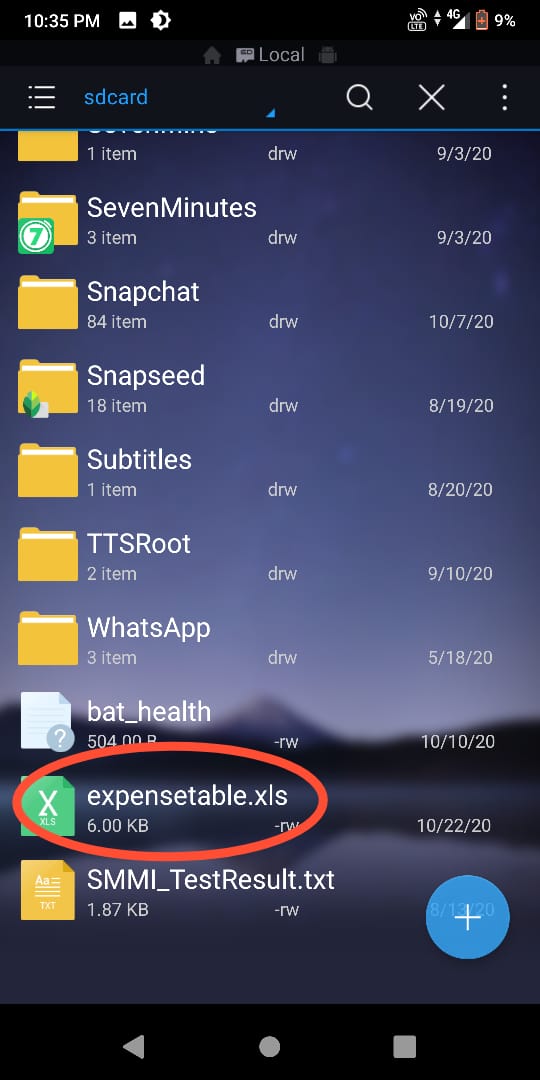 10:35 PM
VO
LTE
4G
9%
Local
sdcard
1 item
drw
9/3/20
SevenMinutes
7
3 item
drw
9/3/20
Snapchat
84 item
drw
10/7/20
Snapseed
18 item
drw
8/19/20
Subtitles
1 item
drw
8/20/20
TTSRoot
2 item
drw
9/10/20
WhatsApp
3 item
drw
5/18/20
bat_health
?
504.00 B
-rw
10/10/20
expensetable.xls
X
XLS
6.00 KB
-rw
10/22/20
SMMI_TestResult.txt
Aa
TXT
1.87 KB
-rw
8/13/20